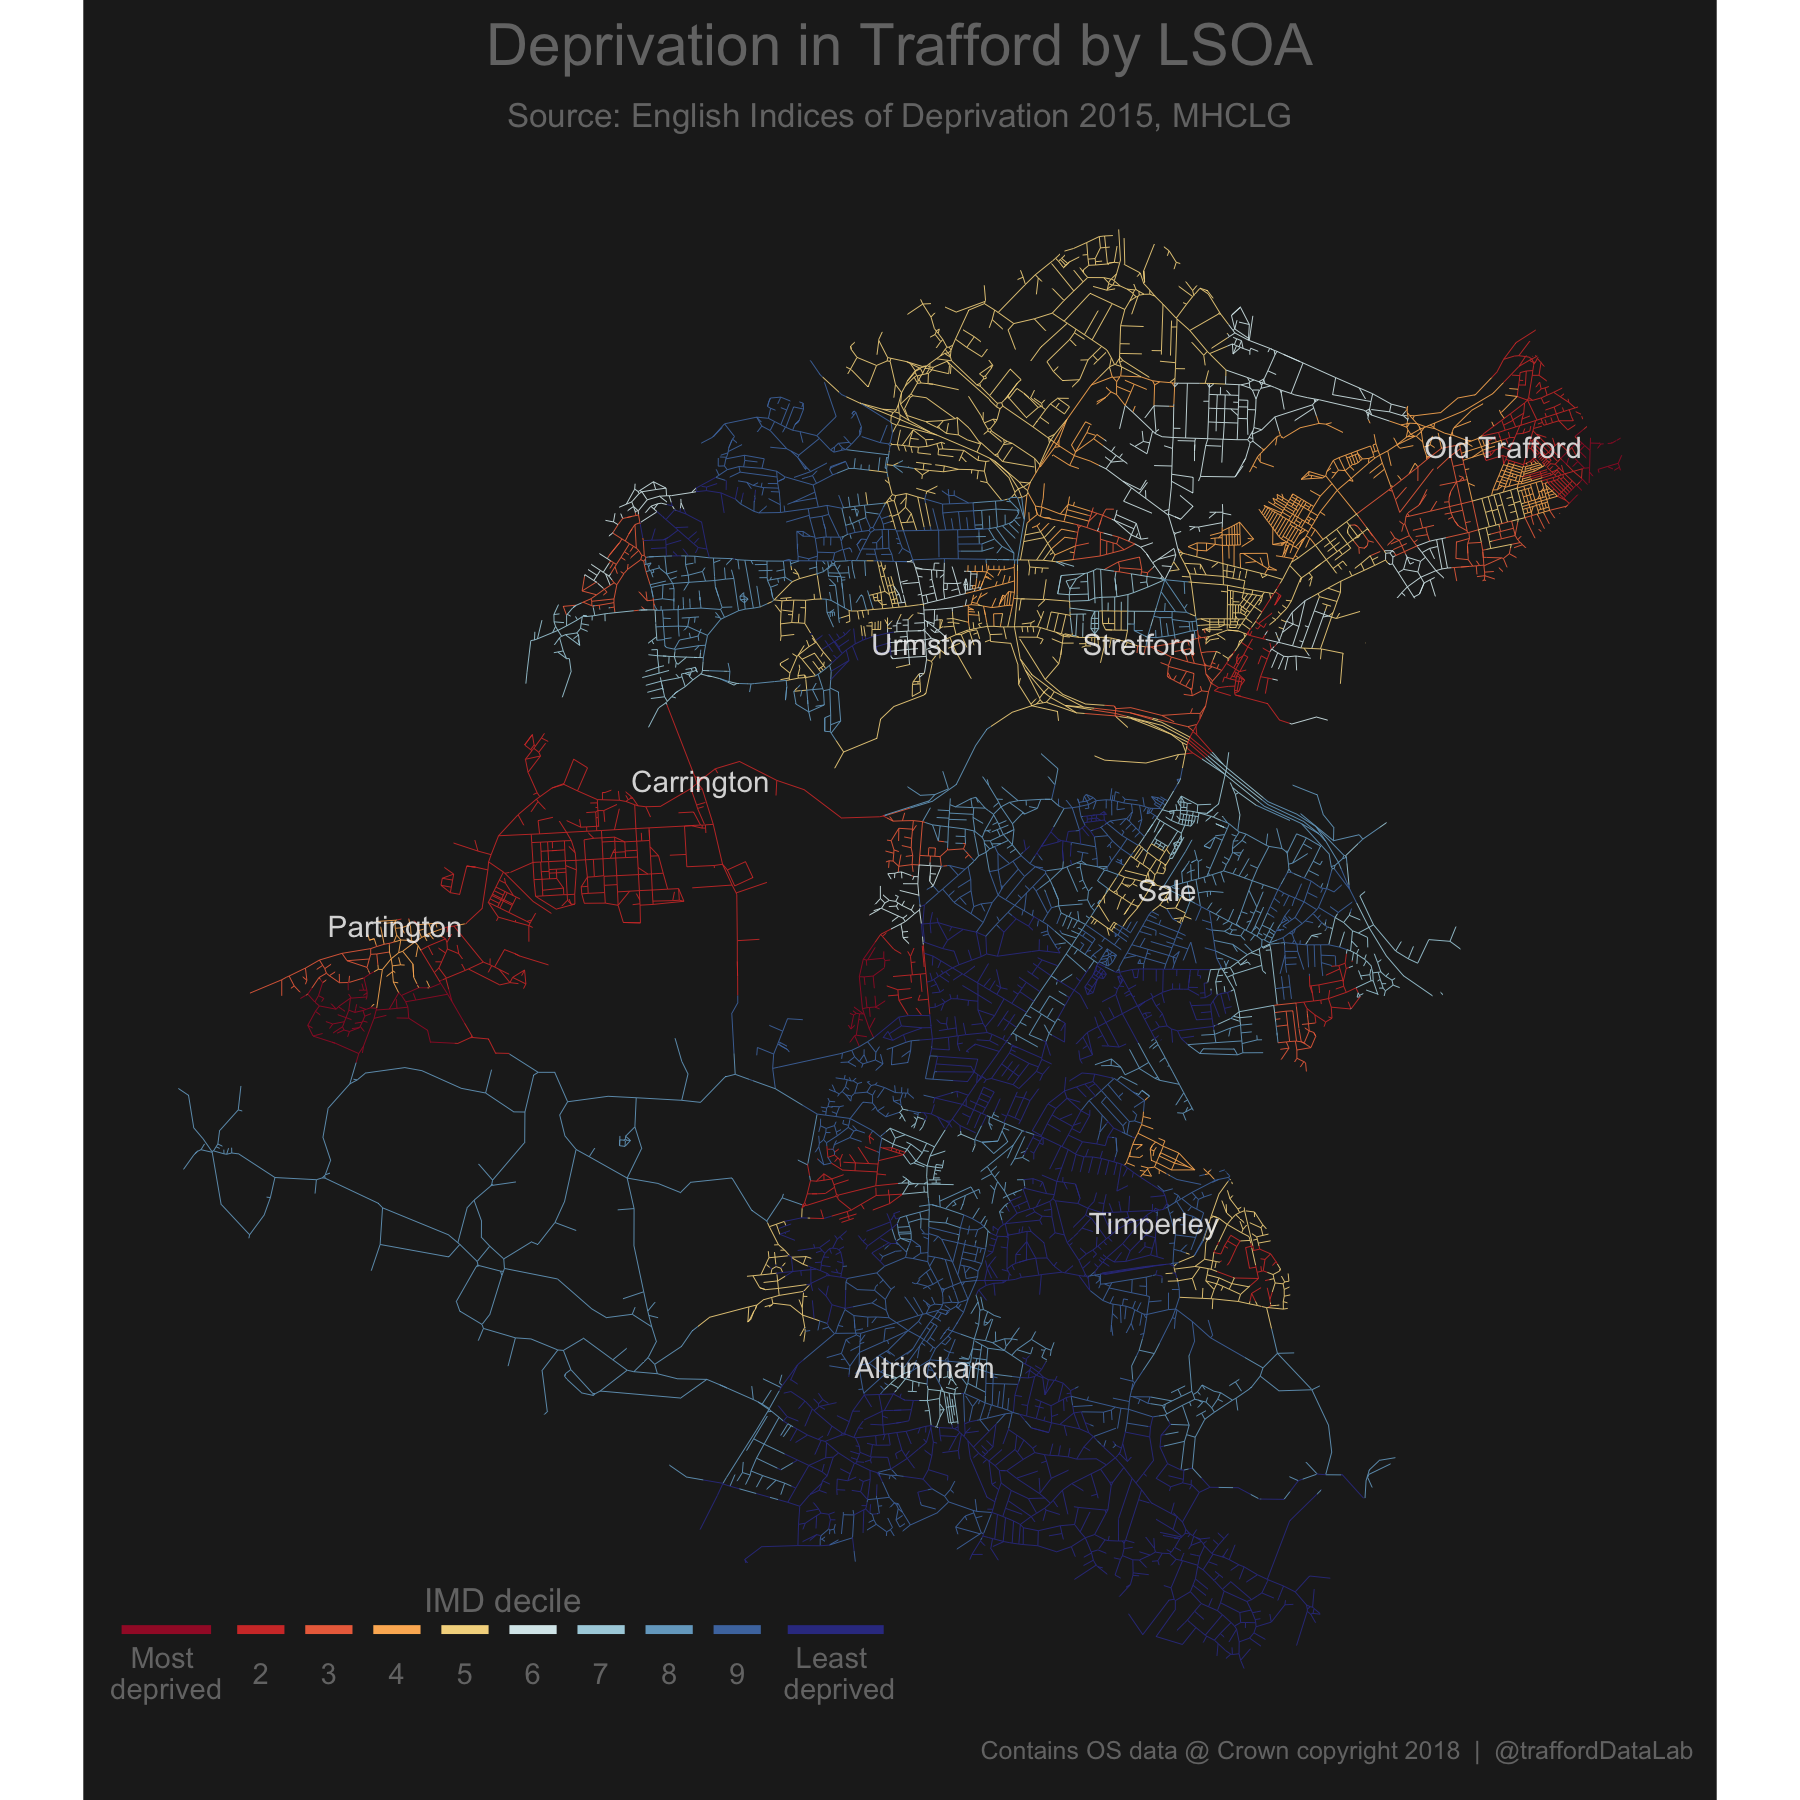 Deprivation in Trafford by LSOA
Source: English Indices of Deprivation 2015, MHCLG
Old Trafford
Urmston
Stretford
Carrington
Sale
Partington
Timperley
Altrincham
IMD decile
Most deprived
2
3
4
5
6
7
8
9
Least deprived
Contains OS data @ Crown copyright 2018 | @traffordDataLab